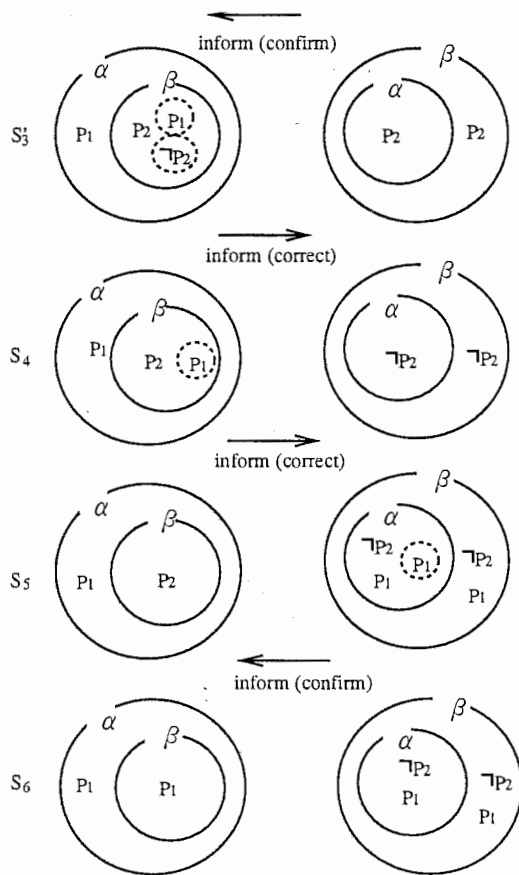 inform (confirm)
α β P1 P2 P1 ¬P2
β α P2 P2
S'3
inform (correct)
α β P1 P2 P1
β α ¬P2 ¬P2
S4
inform (correct)
α β P1 P2
β α ¬P2 P1 P1 ¬P2 P1
S5
inform (confirm)
α β P1 P1
β α ¬P2 P1 ¬P2 P1
S6